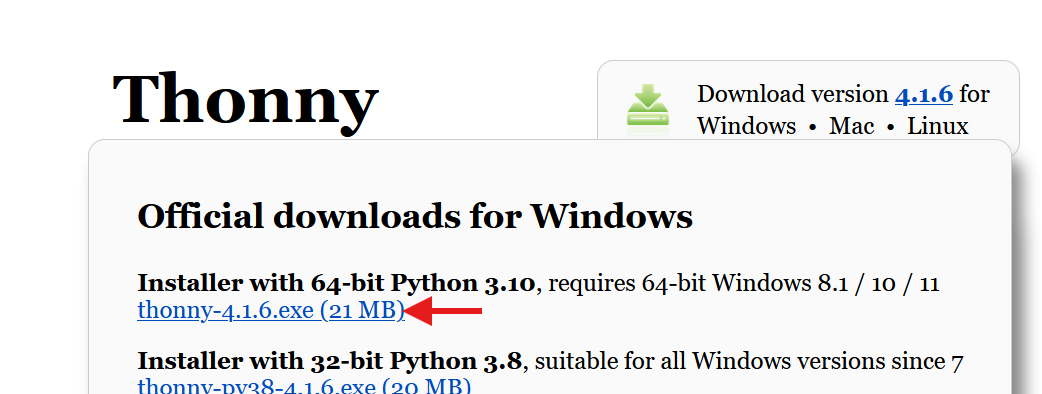 Thonny
Download version 4.1.6 for
Windows • Mac • Linux
Official downloads for Windows
Installer with 64-bit Python 3.10, requires 64-bit Windows 8.1 / 10 / 11
thonny-4.1.6.exe (21 MB)
Installer with 32-bit Python 3.8, suitable for all Windows versions since 7
thonny-py38-4.1.6.exe (20 MB)